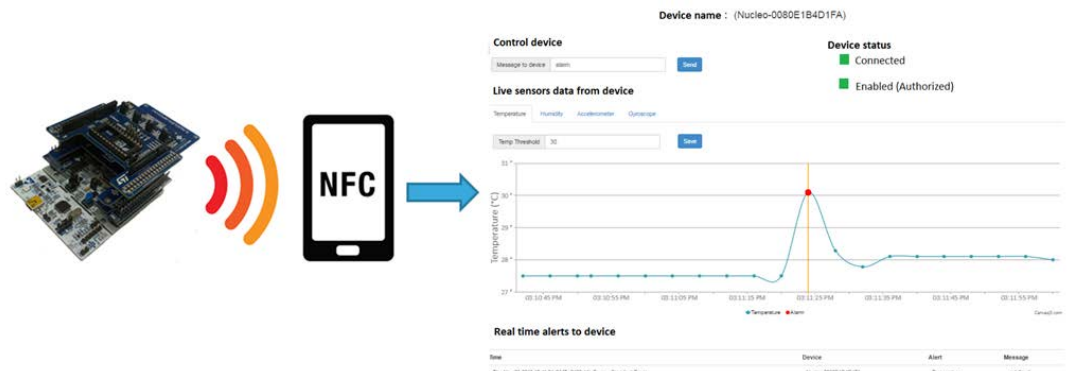 Device name : (Nucleo-0080E1B4D1FA)
Control device
Device status
Message to device alarm Send
Connected
Enabled (Authorized)
Live sensors data from device
Temperature Humidity Accelerometer Gyroscope
Temp Threshold 30 Save
NFC
Temperature (°C)
31 °
30 °
29 °
28 °
27 °
03:10:45 PM 03:10:55 PM 03:11:05 PM 03:11:15 PM 03:11:25 PM 03:11:35 PM 03:11:45 PM 03:11:55 PM
Temperature Alarm
CanvasJS.com
Real time alerts to device
Time Device Alert Message